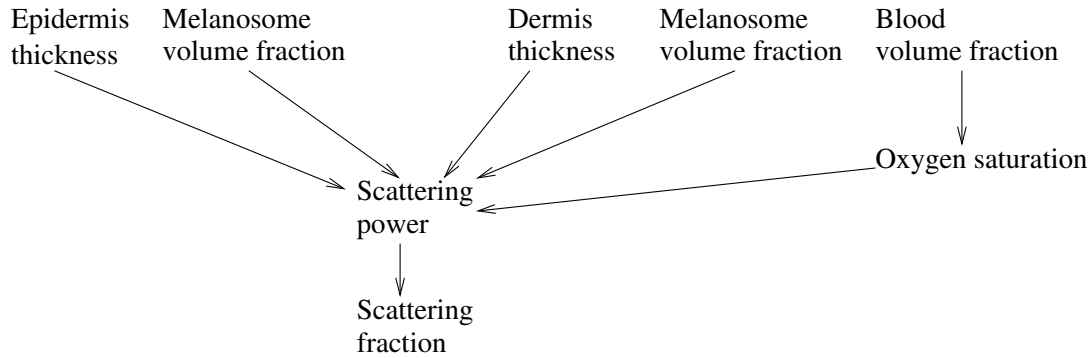 Epidermis
thickness
Melanosome
volume fraction
Dermis
thickness
Melanosome
volume fraction
Blood
volume fraction
Oxygen saturation
Scattering
power
Scattering
fraction